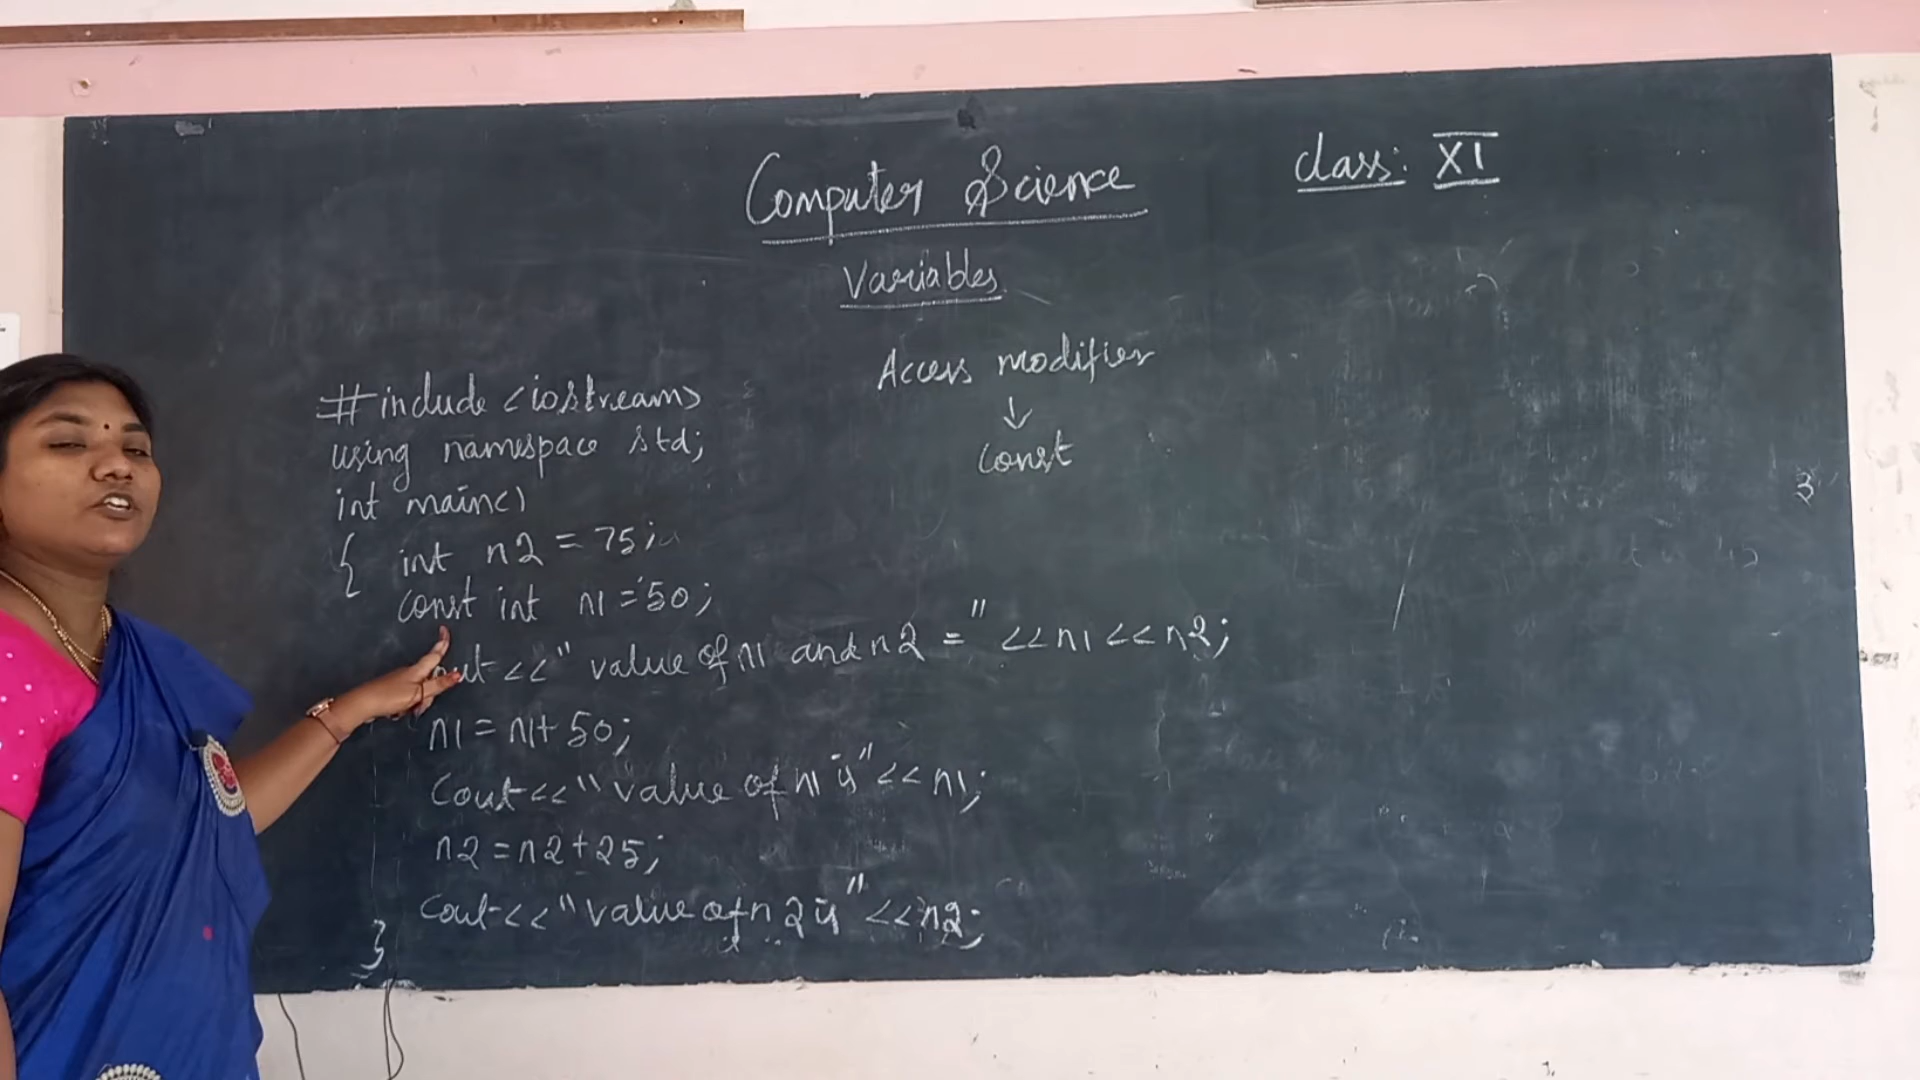 Computer Science
class: XI
Variables
Access modifier
↓
Const
#include <iostream>
using namespace std;
int main()
{ int n2 = 75;
const int n1 = 50;
cout<<" value of n1 and n2 =" <<n1<<n2;
n1 = n1+ 50;
Cout<<"value of n1 is"<<n1;
n2 = n2+25;
Cout<<"value of n2 is"<<n2;
}
3